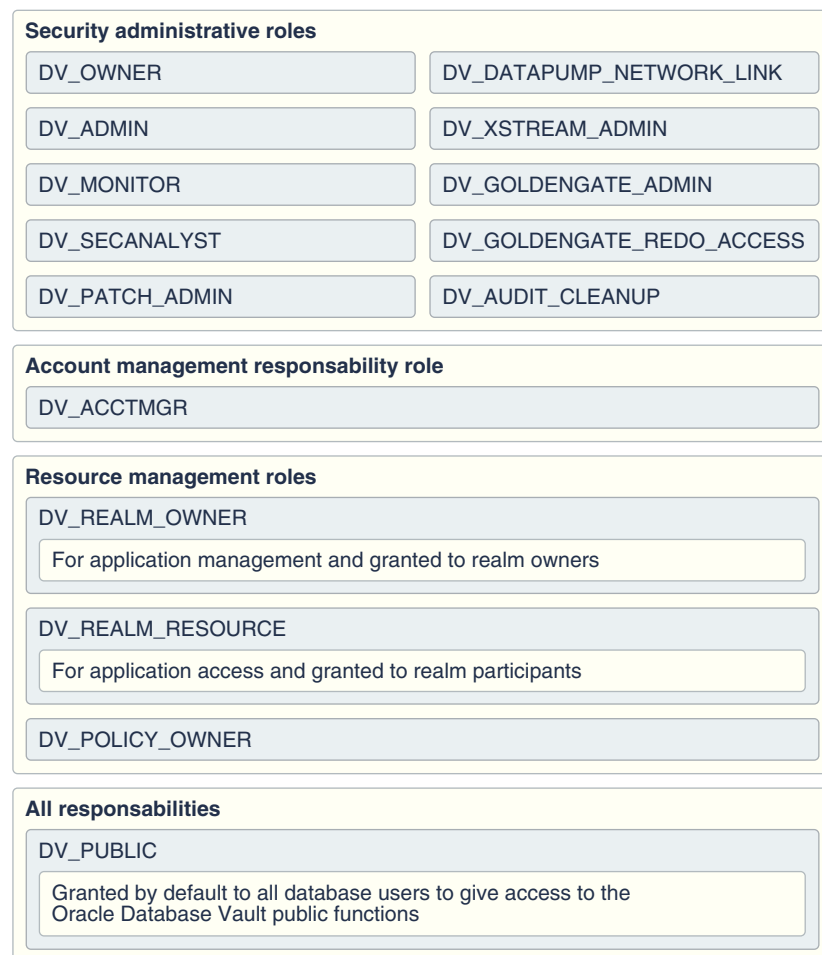 Security administrative roles
DV_OWNER
DV_DATAPUMP_NETWORK_LINK
DV_ADMIN
DV_XSTREAM_ADMIN
DV_MONITOR
DV_GOLDENGATE_ADMIN
DV_SECANALYST
DV_GOLDENGATE_REDO_ACCESS
DV_PATCH_ADMIN
DV_AUDIT_CLEANUP
Account management responsability role
DV_ACCTMGR
Resource management roles
DV_REALM_OWNER
For application management and granted to realm owners
DV_REALM_RESOURCE
For application access and granted to realm participants
DV_POLICY_OWNER
All responsabilities
DV_PUBLIC
Granted by default to all database users to give access to the
Oracle Database Vault public functions